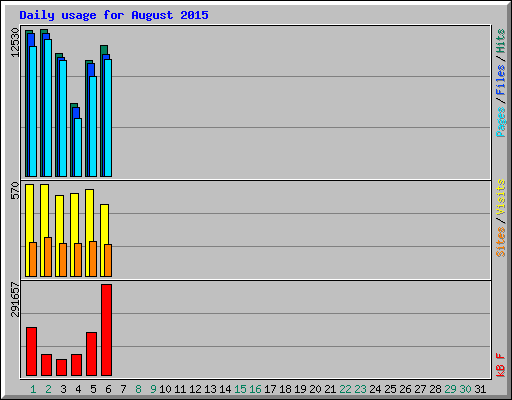 Daily usage for August 2015
12530
Pages / Files / Hits
570
Sites / Visits
291657
kB F
1 2 3 4 5 6 7 8 9 10 11 12 13 14 15 16 17 18 19 20 21 22 23 24 25 26 27 28 29 30 31